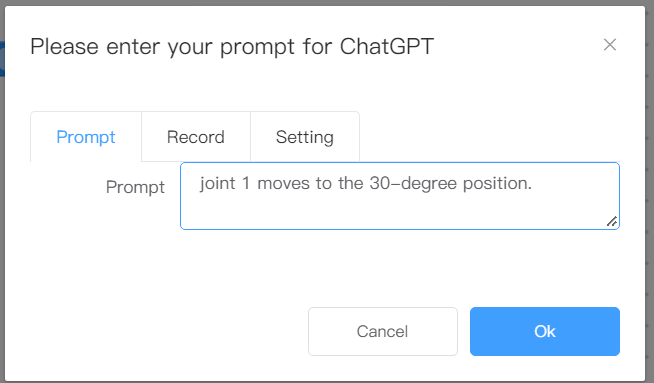 Please enter your prompt for ChatGPT
Prompt Record Setting
Prompt joint 1 moves to the 30-degree position.
Cancel Ok